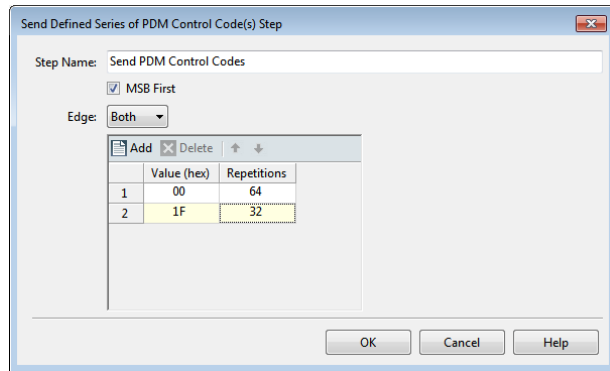 Send Defined Series of PDM Control Code(s) Step
Step Name: Send PDM Control Codes
MSB First
Edge: Both
Add Delete
Value (hex) Repetitions
1 00 64
2 1F 32
OK Cancel Help